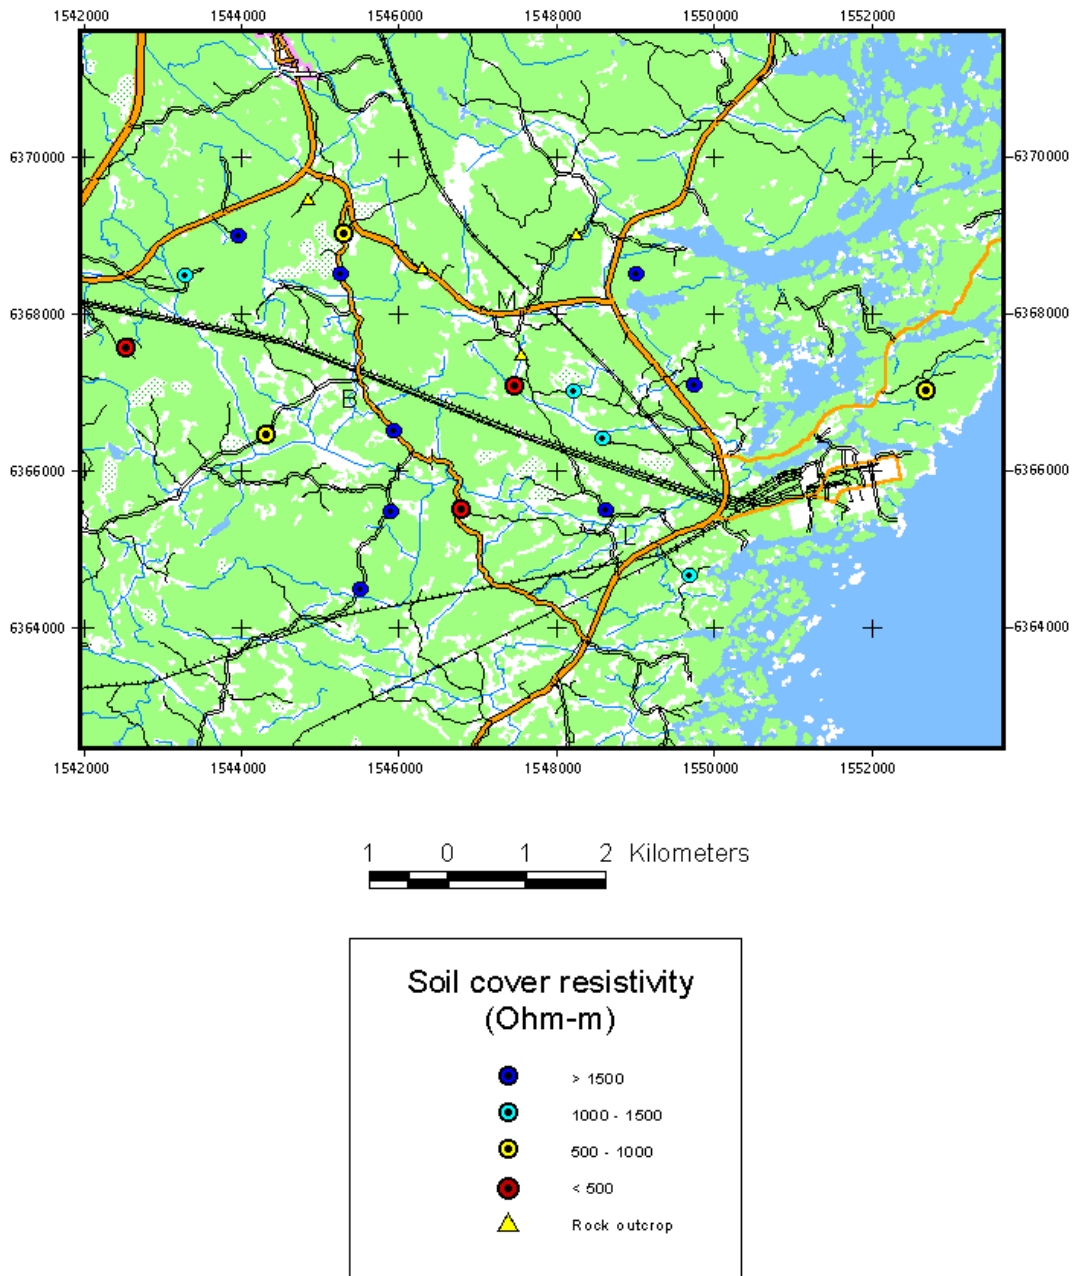 1542000 1544000 1546000 1548000 1550000 1552000
6370000 6370000
M A
6368000 6368000
B
6366000 6366000
L
6364000 6364000
1542000 1544000 1546000 1548000 1550000 1552000
1 0 1 2 Kilometers
Soil cover resistivity
(Ohm-m)
> 1500
1000 - 1500
500 - 1000
< 500
Rock outcrop